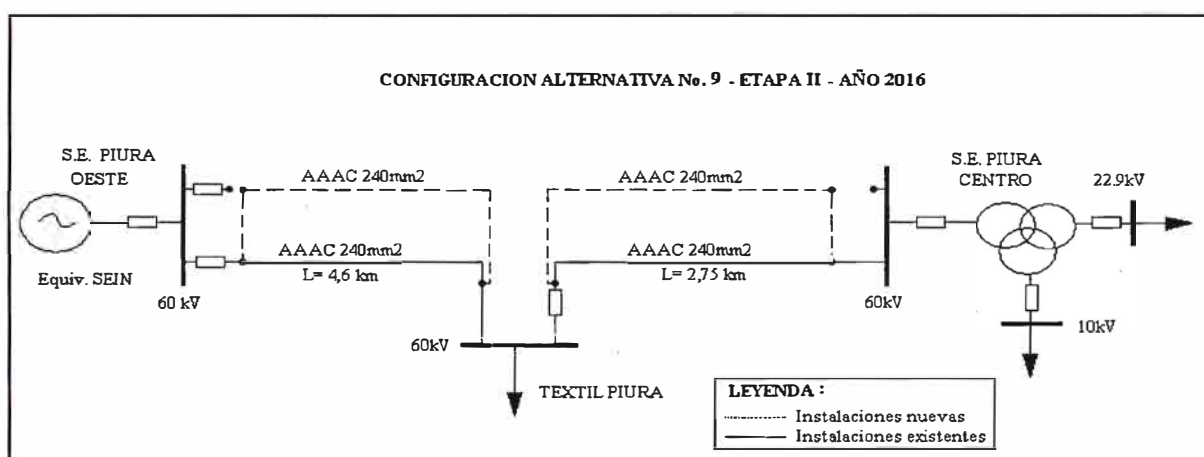 CONFIGURACION ALTERNATIVA No. 9 - ETAPA II - AÑO 2016
S.E. PIURA
OESTE
AAAC 240mm2
AAAC 240mm2
S.E. PIURA
CENTRO
22.9kV
AAAC 240mm2
L= 4,6 km
AAAC 240mm2
L= 2,75 km
Equiv. SEIN
60 kV
60kV
10kV
60kV
TEXTIL PIURA
LEYENDA :
Instalaciones nuevas
Instalaciones existentes